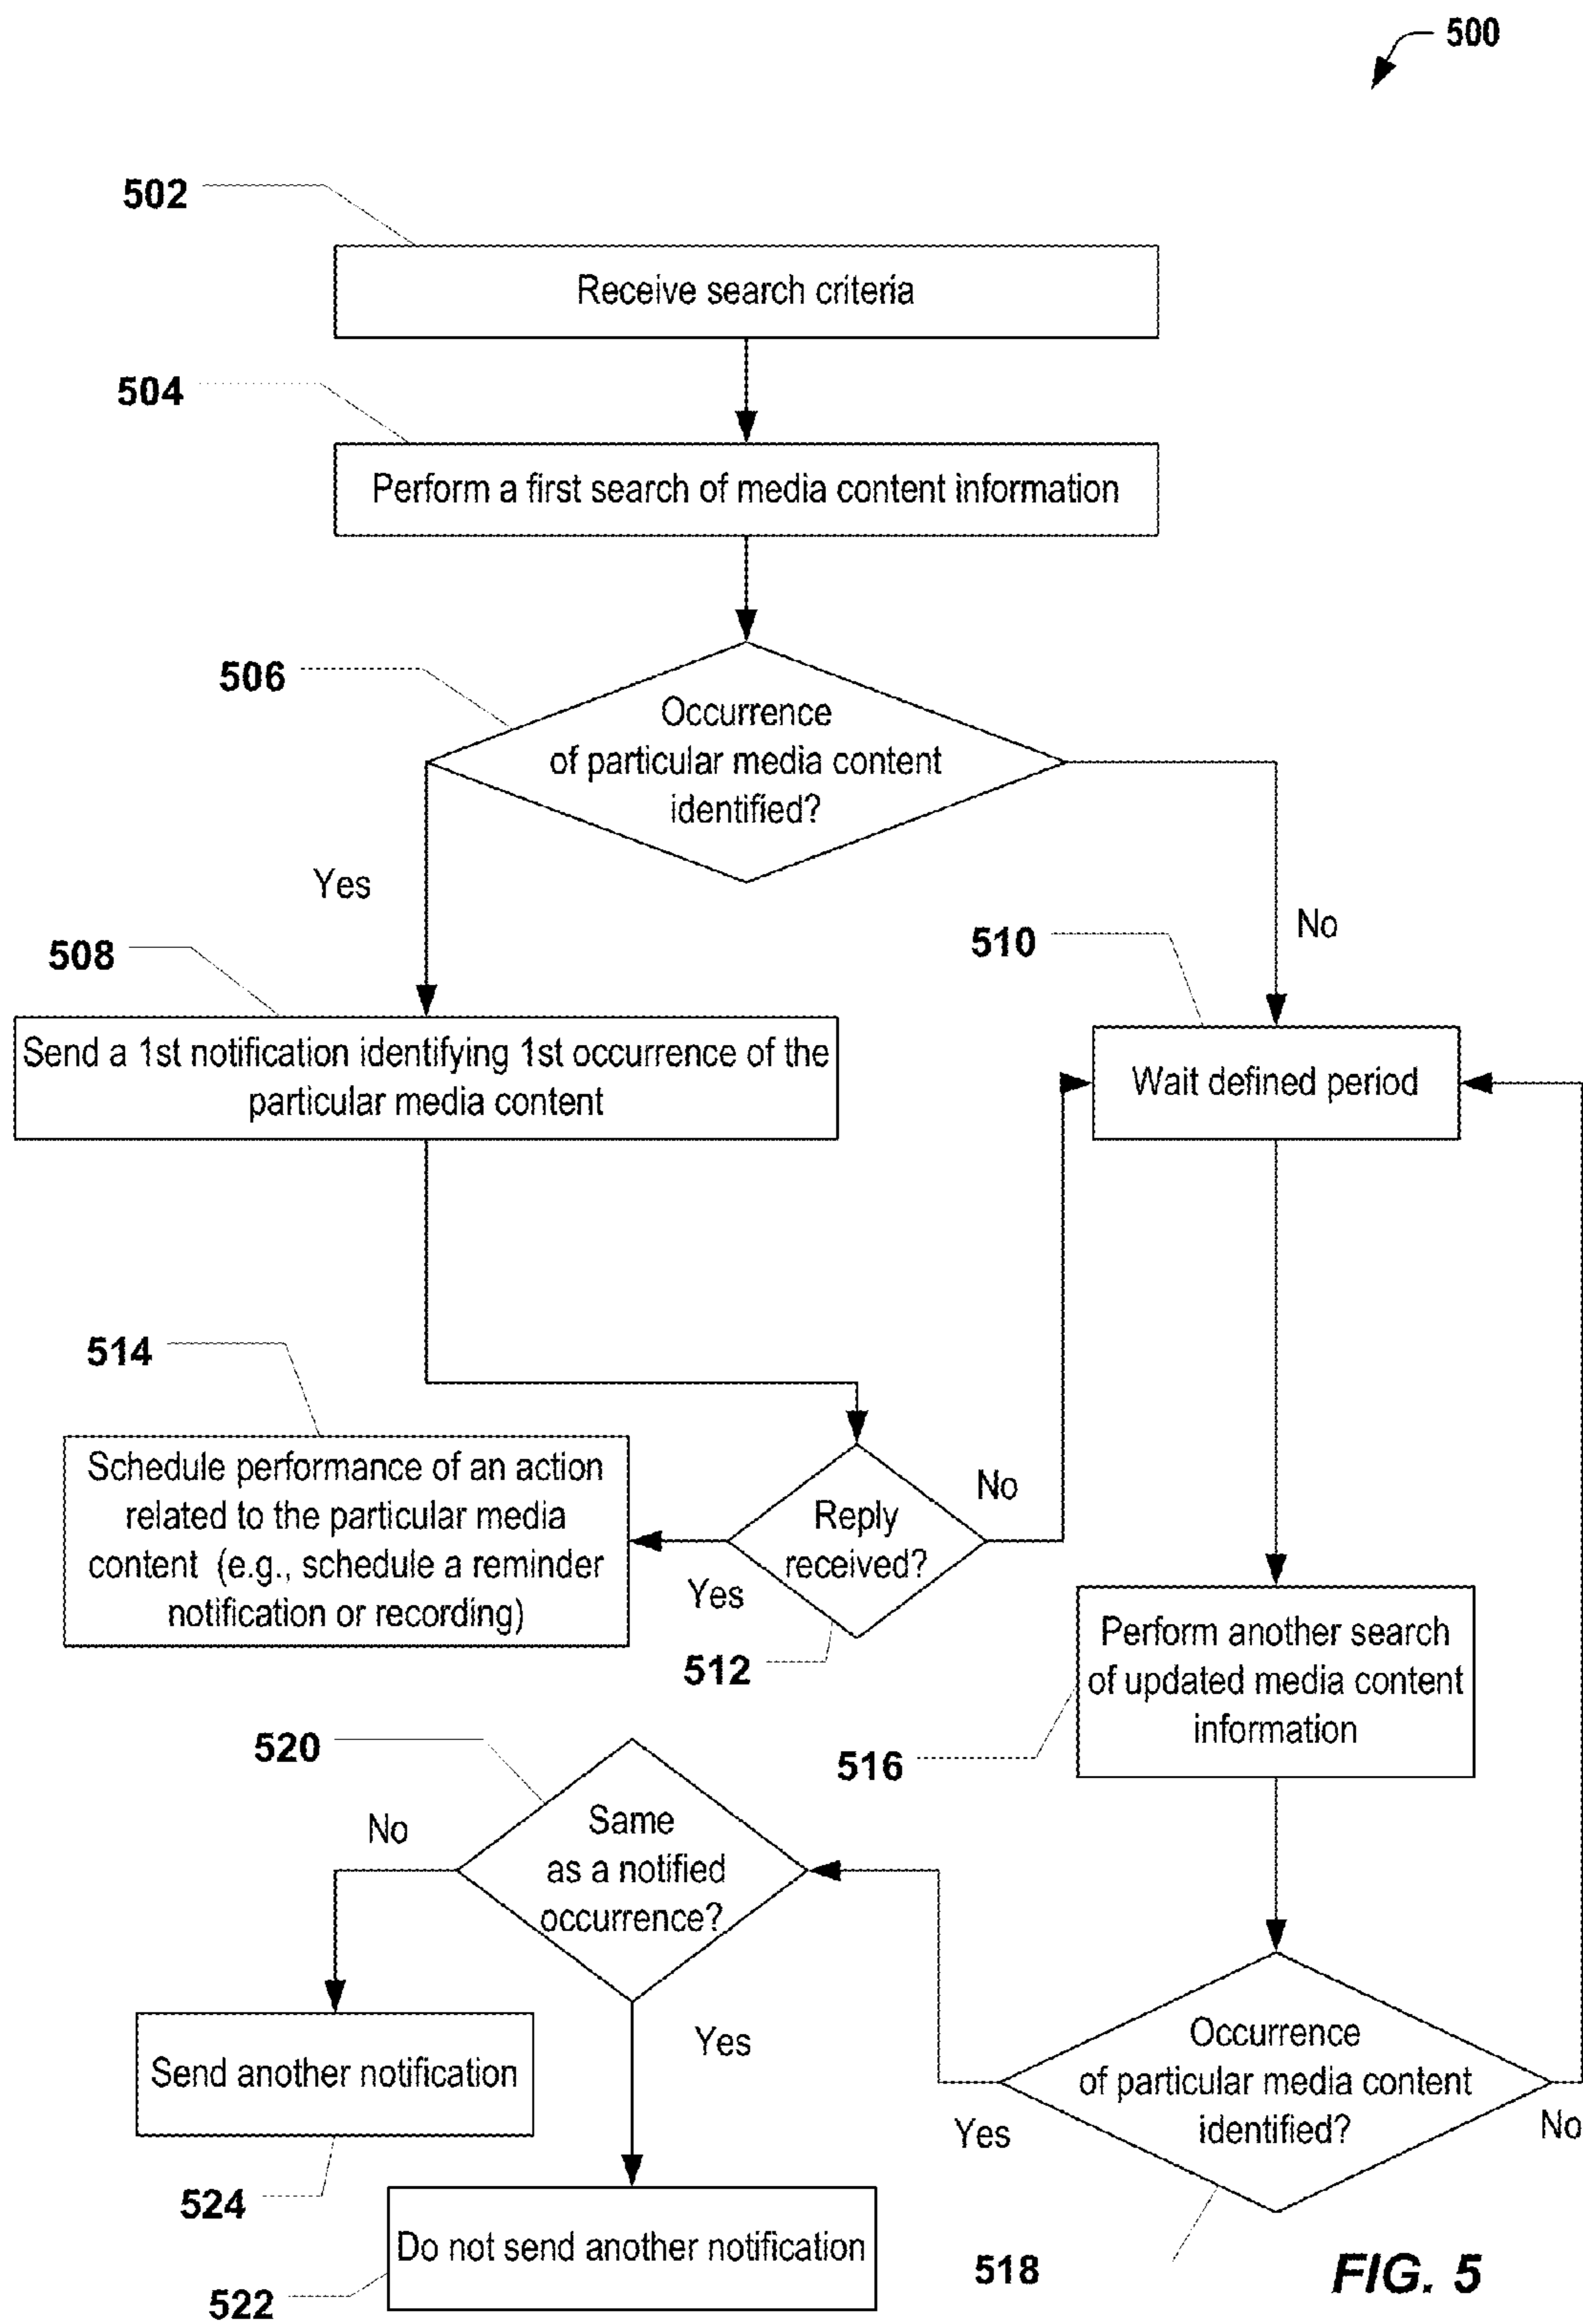 500
502
Receive search criteria
504
Perform a first search of media content information
506
Occurrence
of particular media content
identified?
Yes
No
508
510
Send a 1st notification identifying 1st occurrence of the
particular media content
Wait defined period
514
Schedule performance of an action
related to the particular media
content (e.g., schedule a reminder
notification or recording)
Reply
received?
No
Yes
512
Perform another search
of updated media content
information
516
520
Same
as a notified
occurrence?
No
Yes
Send another notification
524
Occurrence
of particular media content
identified?
Yes
No
Do not send another notification
522
518
FIG. 5